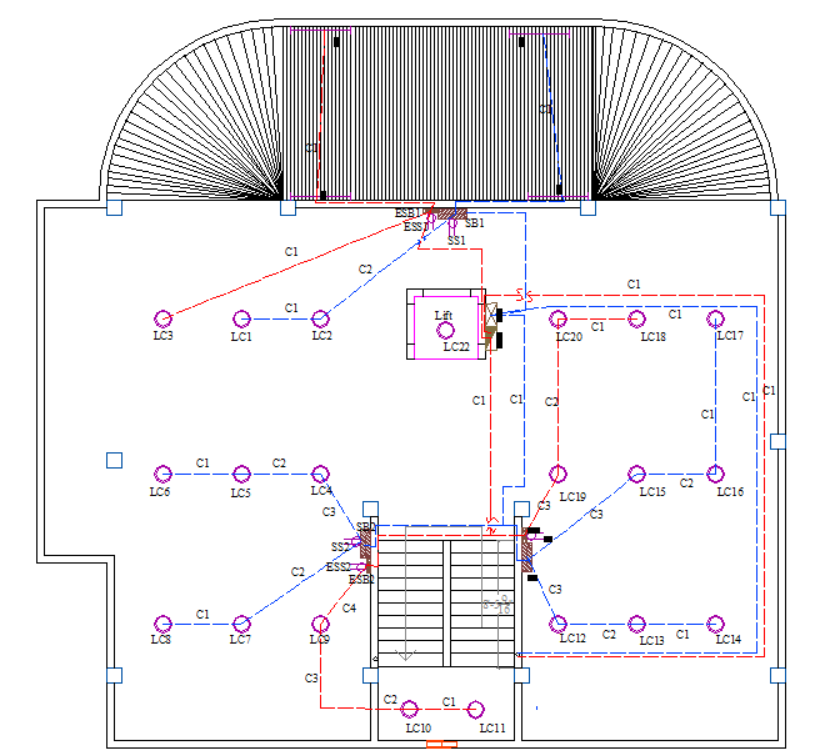 C1
C1
ESB1
SB1
ESS1
SS1
C1
C2
C1
C1
C1
C1
Lift
LC3
LC1
LC2
LC22
LC20
LC18
LC17
C1
C1
C2
C1
C1
C1
C1
C2
C2
LC6
LC5
LC4
LC19
LC15
LC16
C3
C3
C3
SB2
SS2
ESS2
ESB2
C2
C3
C1
C4
C2
C1
LC8
LC7
LC9
LC12
LC13
LC14
C3
C2
C1
LC10
LC11